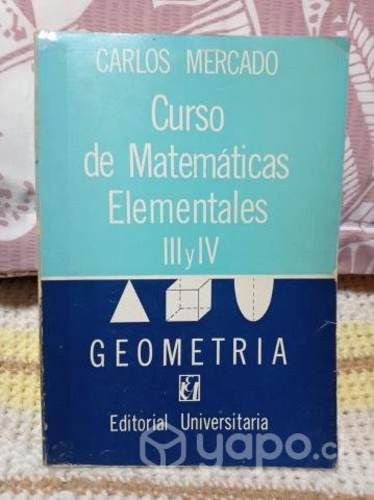 CARLOS MERCADO
Curso
de Matemáticas
Elementales
III y IV
GEOMETRIA
Editorial Universitaria
yapo.c